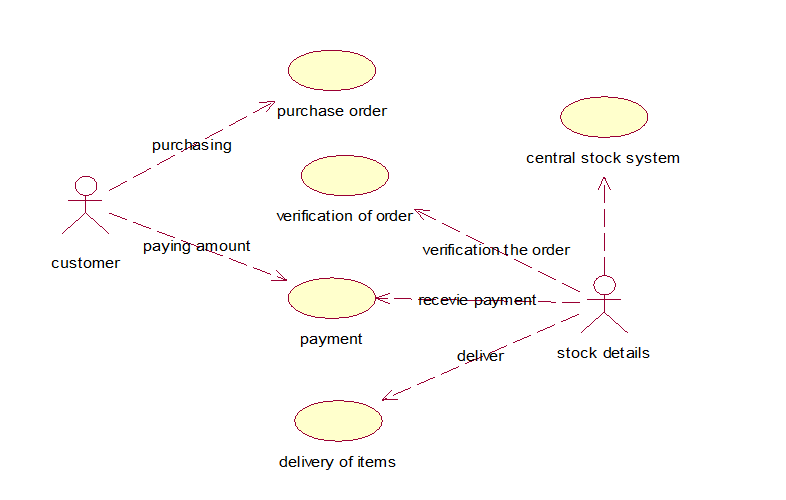 purchase order
purchasing
central stock system
verification of order
paying amount
verification the order
customer
recevie payment
payment
stock details
deliver
delivery of items